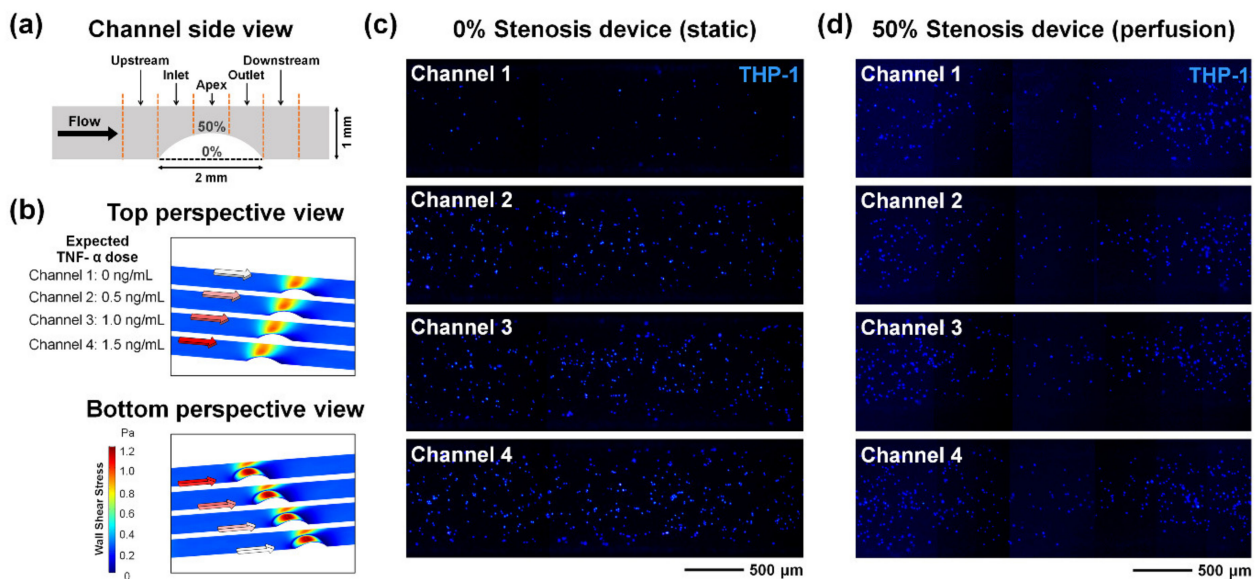 (a)
Channel side view
Upstream
Inlet
Apex
Outlet
Downstream
Flow
50%
0%
1 mm
2 mm
(b)
Top perspective view
Expected
TNF- α dose
Channel 1: 0 ng/mL
Channel 2: 0.5 ng/mL
Channel 3: 1.0 ng/mL
Channel 4: 1.5 ng/mL
Bottom perspective view
Pa
1.2
1.0
0.8
0.6
0.4
0.2
0
Wall Shear Stress
(c)
0% Stenosis device (static)
Channel 1
THP-1
Channel 2
Channel 3
Channel 4
500 µm
(d)
50% Stenosis device (perfusion)
Channel 1
THP-1
Channel 2
Channel 3
Channel 4
500 µm